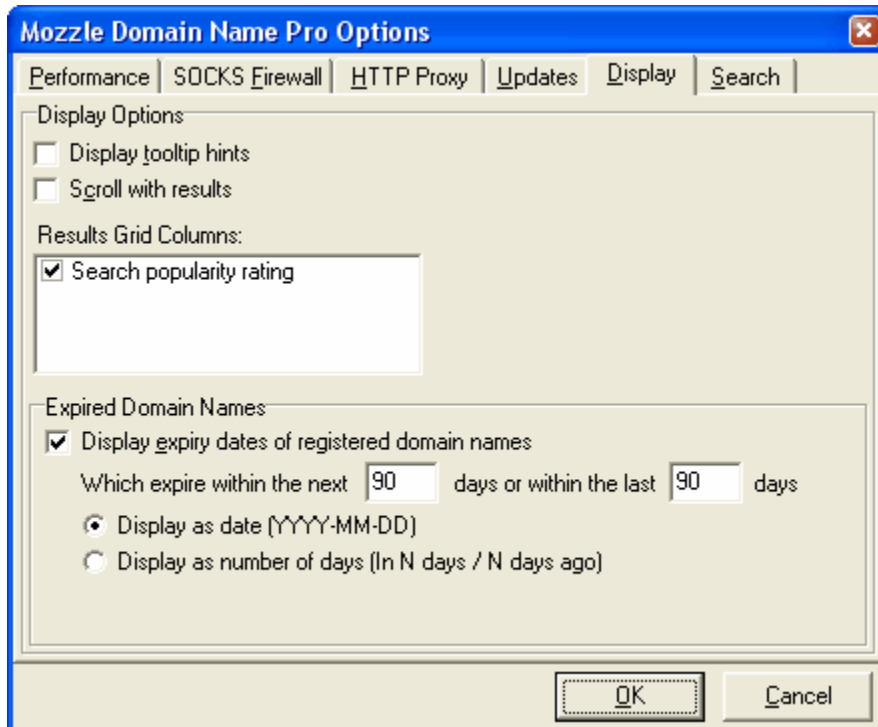 Mozzle Domain Name Pro Options
Performance SOCKS Firewall HTTP Proxy Updates Display Search
Display Options
Display tooltip hints
Scroll with results
Results Grid Columns:
Search popularity rating
Expired Domain Names
Display expiry dates of registered domain names
Which expire within the next 90 days or within the last 90 days
Display as date (YYYY-MM-DD)
Display as number of days (In N days / N days ago)
OK Cancel